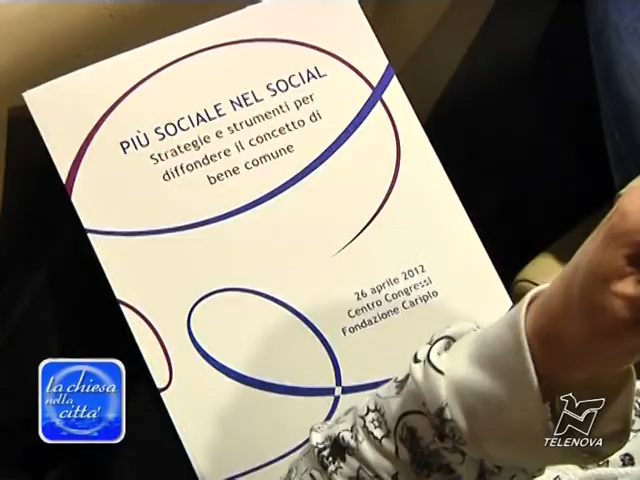 PIÙ SOCIALE NEL SOCIAL
Strategie e strumenti per
diffondere il concetto di
bene comune
26 aprile 2012
Centro Congressi
Fondazione Cariplo
la chiesa
nella
citta'
TELENOVA